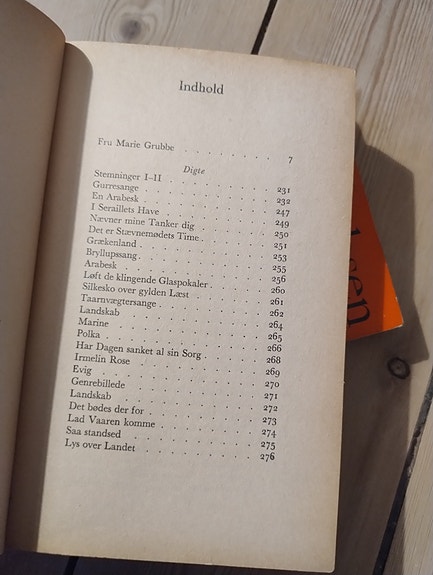 Indhold
Fru Marie Grubbe . . . . . . . 7
Digte
Stemninger I–II . . . . . . . 231
Gurresange . . . . . . . 232
En Arabesk . . . . . . . 247
I Seraillets Have . . . . . . . 249
Nævner mine Tanker dig . . . . . . . 250
Det er Stævnemødets Time . . . . . . . 251
Grækenland . . . . . . . 253
Bryllupssang . . . . . . . 255
Arabesk . . . . . . . 256
Løft de klingende Glaspokaler . . . . . . . 260
Silkesko over gylden Læst . . . . . . . 261
Taarnvægtersange . . . . . . . 262
Landskab . . . . . . . 264
Marine . . . . . . . 265
Polka . . . . . . . 266
Har Dagen sanket al sin Sorg . . . . . . . 268
Irmelin Rose . . . . . . . 269
Evig . . . . . . . 270
Genrebillede . . . . . . . 271
Landskab . . . . . . . 272
Det bødes der for . . . . . . . 273
Lad Vaaren komme . . . . . . . 274
Saa standsed . . . . . . . 275
Lys over Landet . . . . . . . 276
sen